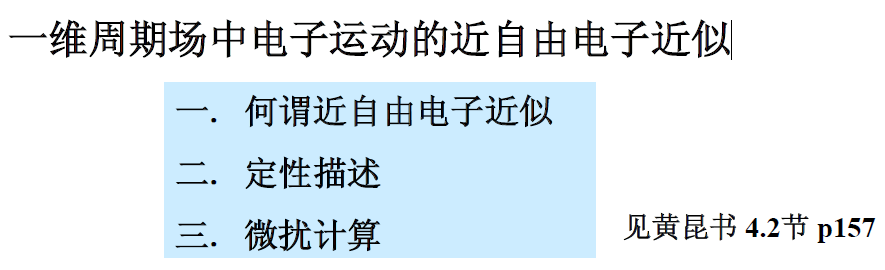 一维周期场中电子运动的近自由电子近似
一. 何谓近自由电子近似
二. 定性描述
三. 微扰计算
见黄昆书 4.2节 p157